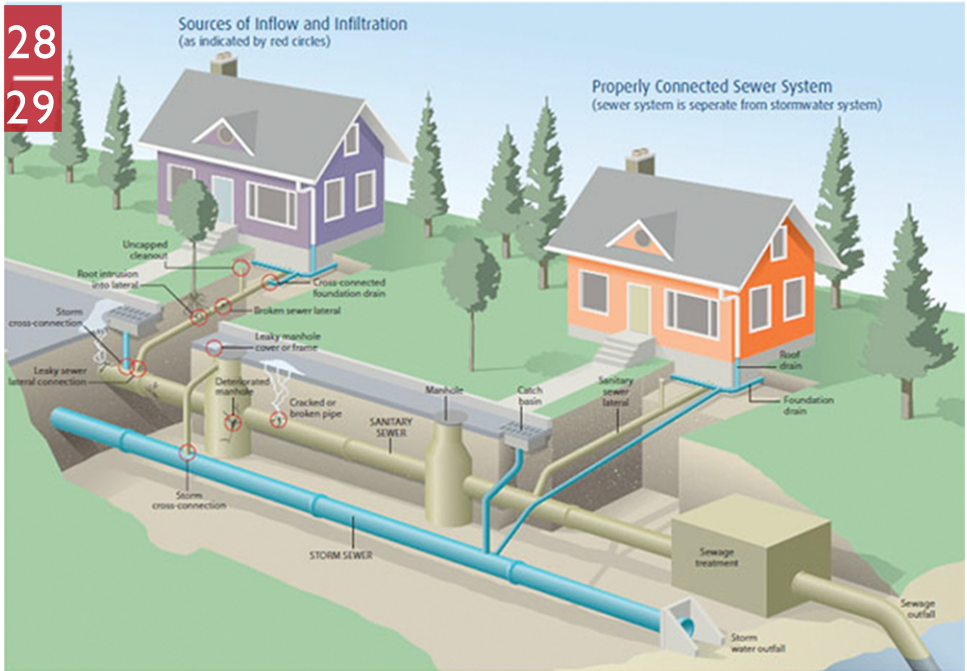 28
29
Sources of Inflow and Infiltration
(as indicated by red circles)
Properly Connected Sewer System
(sewer system is seperate from stormwater system)
Uncapped
cleanout
Root intrusion
into lateral
Cross-connected
foundation drain
Broken sewer lateral
Storm
cross-connection
Leaky manhole
cover or frame
Leaky sewer
lateral connection
Deteriorated
manhole
Cracked or
broken pipe
SANITARY
SEWER
Manhole
Catch
basin
Sanitary
sewer
lateral
Roof
drain
Foundation
drain
Storm
cross-connection
STORM SEWER
Sewage
treatment
Sewage
outfall
Storm
water outfall